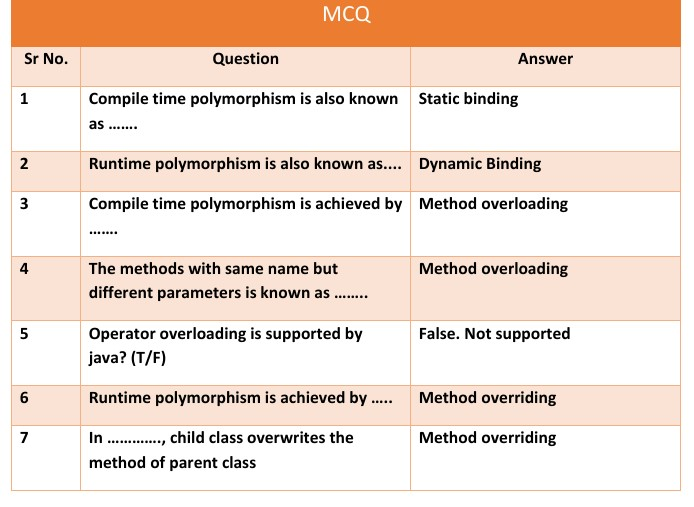 MCQ
Sr No. Question Answer
1 Compile time polymorphism is also known Static binding
as .......
2 Runtime polymorphism is also known as.... Dynamic Binding
3 Compile time polymorphism is achieved by Method overloading
.......
4 The methods with same name but Method overloading
different parameters is known as ........
5 Operator overloading is supported by False. Not supported
java? (T/F)
6 Runtime polymorphism is achieved by ..... Method overriding
7 In ............., child class overwrites the Method overriding
method of parent class